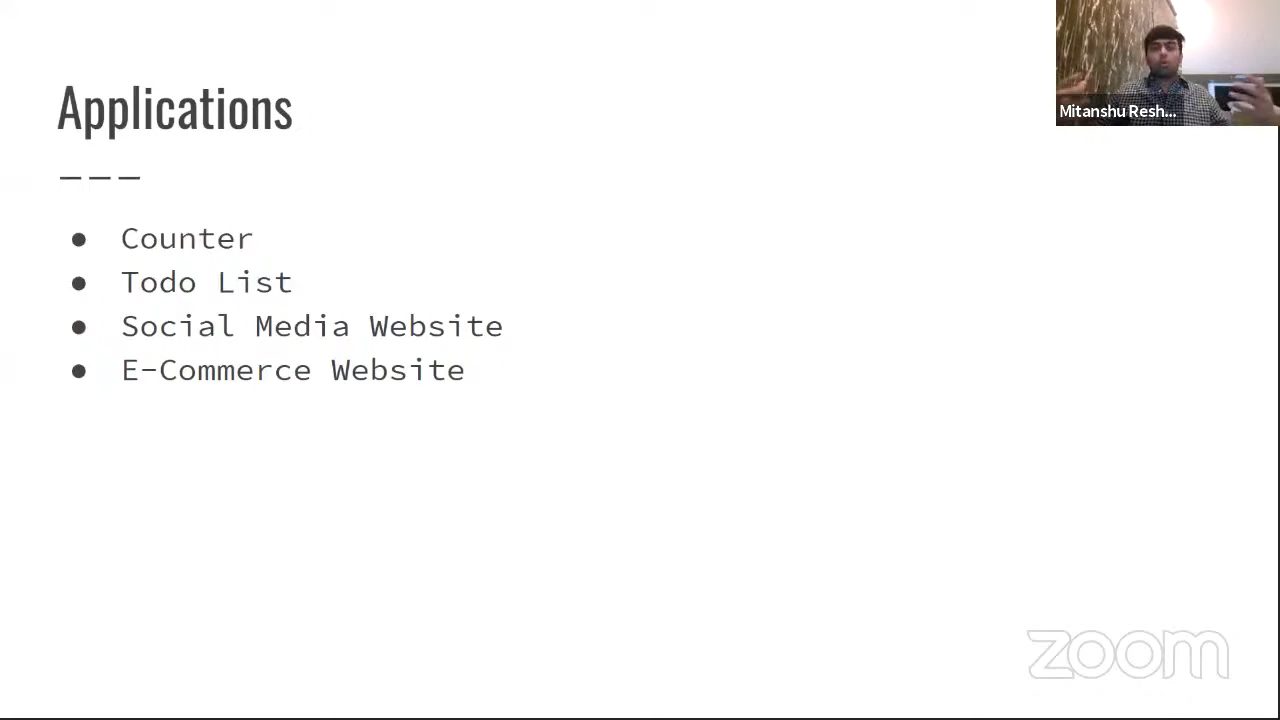 Applications
Mitanshu Resh...
● Counter
● Todo List
● Social Media Website
● E-Commerce Website
zoom